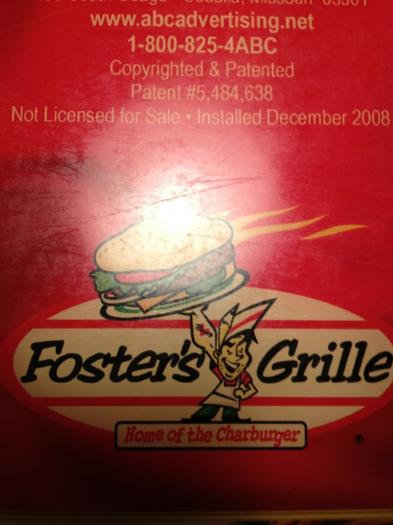 www.abcadvertising.net
1-800-825-4ABC
Copyrighted & Patented
Patent #5,484,638
Not Licensed for Sale • Installed December 2008
Foster's Grille
Home of the Charburger
®